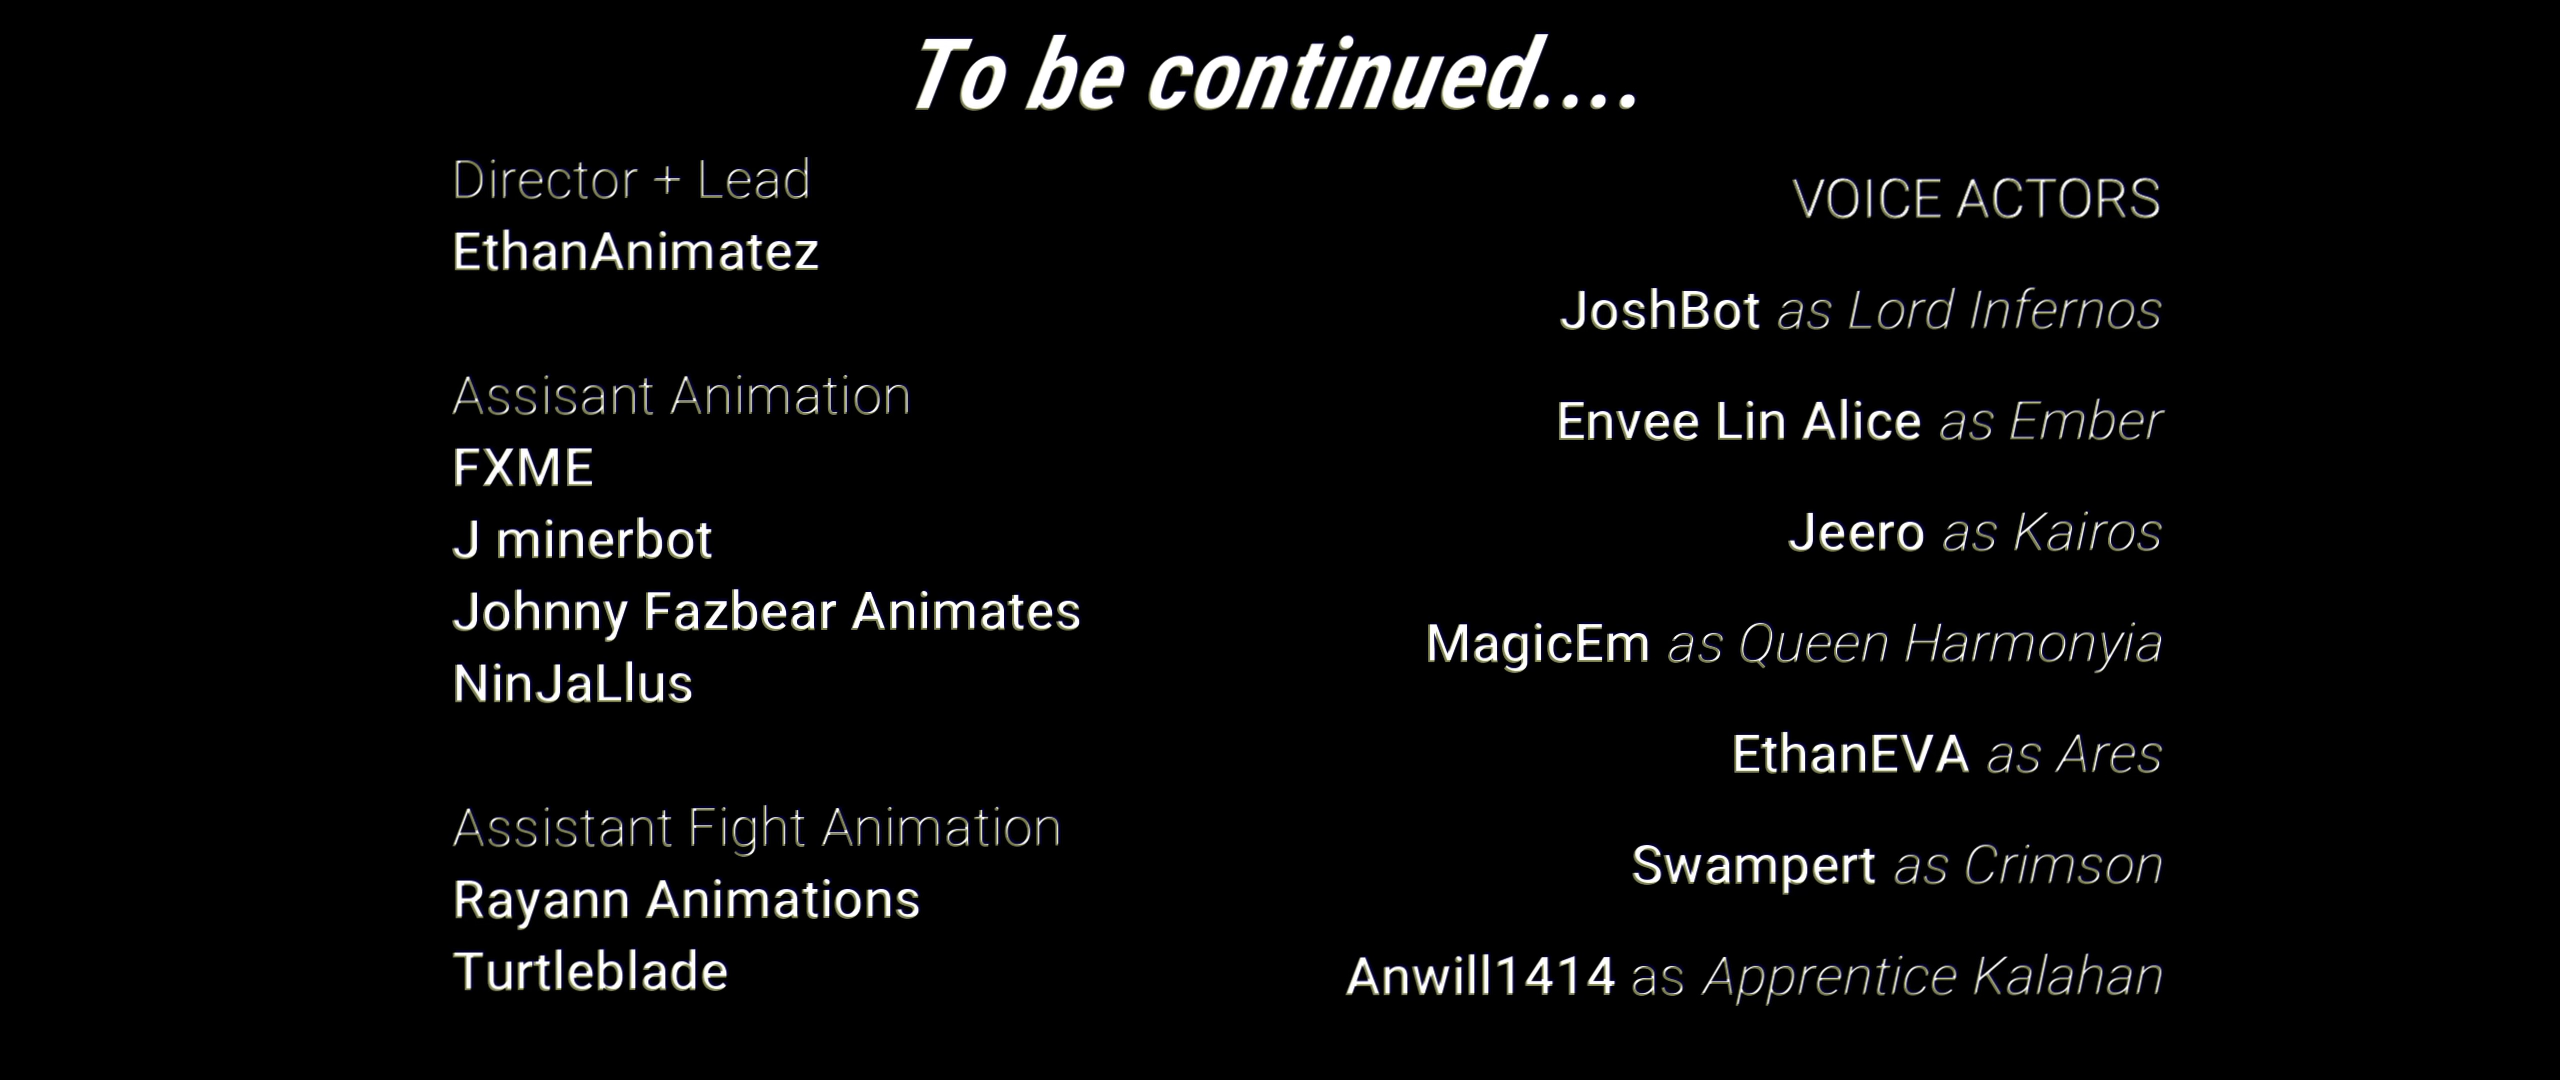 To be continued....
Director + Lead
EthanAnimatez
Assisant Animation
FXME
J minerbot
Johnny Fazbear Animates
NinJaLlus
Assistant Fight Animation
Rayann Animations
Turtleblade
VOICE ACTORS
JoshBot as Lord Infernos
Envee Lin Alice as Ember
Jeero as Kairos
MagicEm as Queen Harmonyia
EthanEVA as Ares
Swampert as Crimson
Anwill1414 as Apprentice Kalahan